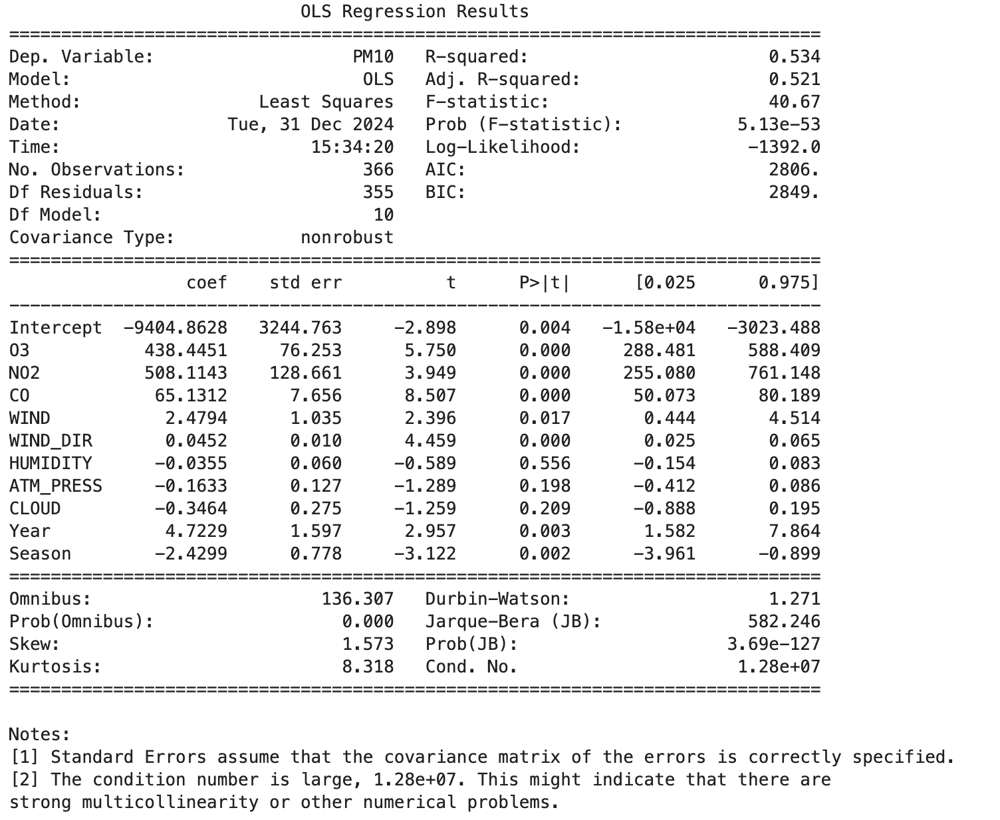 OLS Regression Results
==============================================================================
Dep. Variable:                   PM10   R-squared:                       0.534
Model:                            OLS   Adj. R-squared:                  0.521
Method:                 Least Squares   F-statistic:                     40.67
Date:                Tue, 31 Dec 2024   Prob (F-statistic):           5.13e-53
Time:                        15:34:20   Log-Likelihood:                -1392.0
No. Observations:                 366   AIC:                             2806.
Df Residuals:                     355   BIC:                             2849.
Df Model:                          10
Covariance Type:            nonrobust
==============================================================================
                 coef    std err          t      P>|t|      [0.025      0.975]
------------------------------------------------------------------------------
Intercept  -9404.8628   3244.763     -2.898      0.004   -1.58e+04   -3023.488
O3           438.4451     76.253      5.750      0.000     288.481     588.409
NO2          508.1143    128.661      3.949      0.000     255.080     761.148
CO            65.1312      7.656      8.507      0.000      50.073      80.189
WIND           2.4794      1.035      2.396      0.017       0.444       4.514
WIND_DIR       0.0452      0.010      4.459      0.000       0.025       0.065
HUMIDITY      -0.0355      0.060     -0.589      0.556      -0.154       0.083
ATM_PRESS     -0.1633      0.127     -1.289      0.198      -0.412       0.086
CLOUD         -0.3464      0.275     -1.259      0.209      -0.888       0.195
Year           4.7229      1.597      2.957      0.003       1.582       7.864
Season        -2.4299      0.778     -3.122      0.002      -3.961      -0.899
==============================================================================
Omnibus:                      136.307   Durbin-Watson:                   1.271
Prob(Omnibus):                  0.000   Jarque-Bera (JB):              582.246
Skew:                           1.573   Prob(JB):                    3.69e-127
Kurtosis:                       8.318   Cond. No.                     1.28e+07
==============================================================================
Notes:
[1] Standard Errors assume that the covariance matrix of the errors is correctly specified.
[2] The condition number is large, 1.28e+07. This might indicate that there are
strong multicollinearity or other numerical problems.